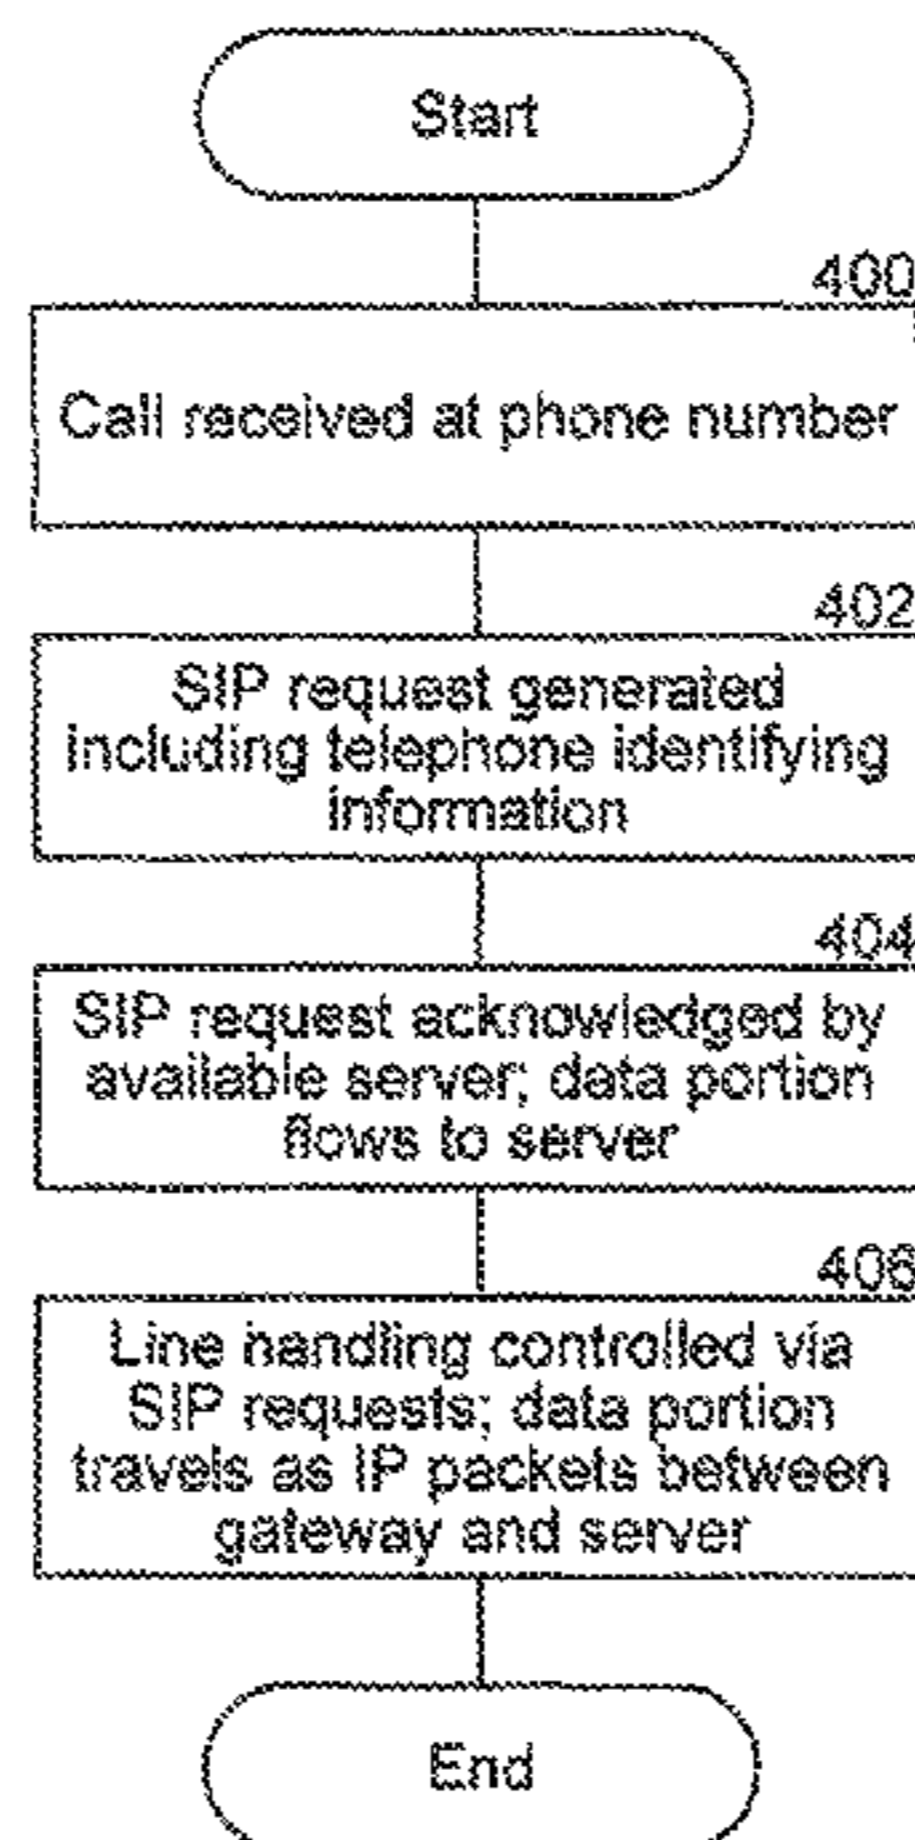 Start
400
Call received at phone number
402
SIP request generated
including telephone identifying
information
404
SIP request acknowledged by
available server; data portion
flows to server
406
Line handling controlled via
SIP requests; data portion
travels as IP packets between
gateway and server
End